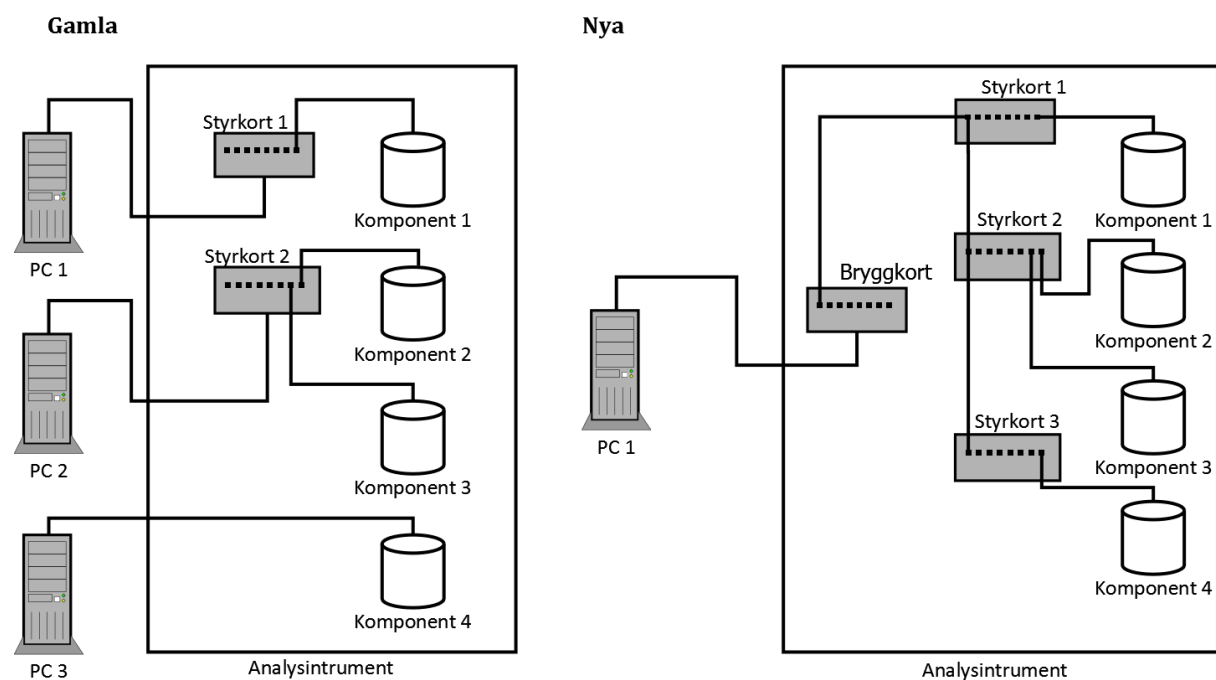 Gamla
Styrkort 1
Komponent 1
PC 1
Styrkort 2
Komponent 2
PC 2
Komponent 3
Komponent 4
PC 3
Analysintrument
Nya
Styrkort 1
Komponent 1
Styrkort 2
Bryggkort
Komponent 2
PC 1
Styrkort 3
Komponent 3
Komponent 4
Analysintrument